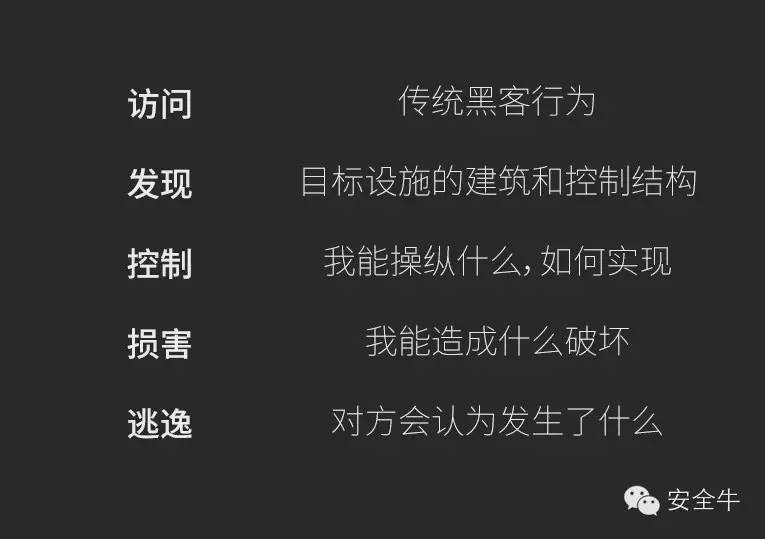 访问 传统黑客行为
发现 目标设施的建筑和控制结构
控制 我能操纵什么，如何实现
损害 我能造成什么破坏
逃逸 对方会认为发生了什么
安全牛